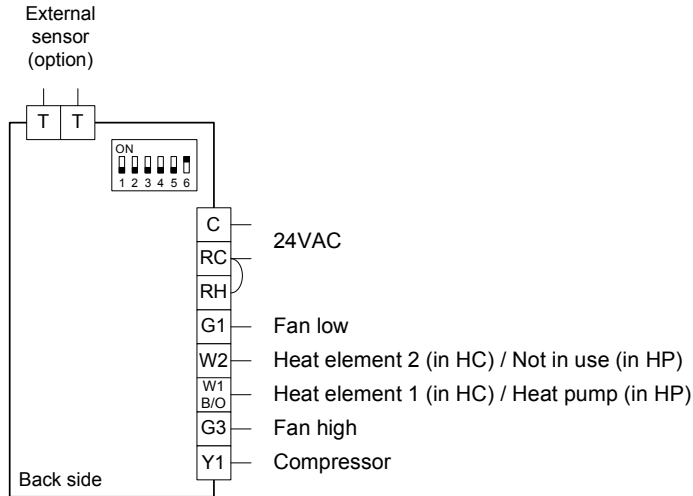 External
sensor
(option)
T T
ON
1 2 3 4 5 6
C
24VAC
RC
RH
G1 Fan low
W2 Heat element 2 (in HC) / Not in use (in HP)
W1
B/O Heat element 1 (in HC) / Heat pump (in HP)
G3 Fan high
Y1 Compressor
Back side